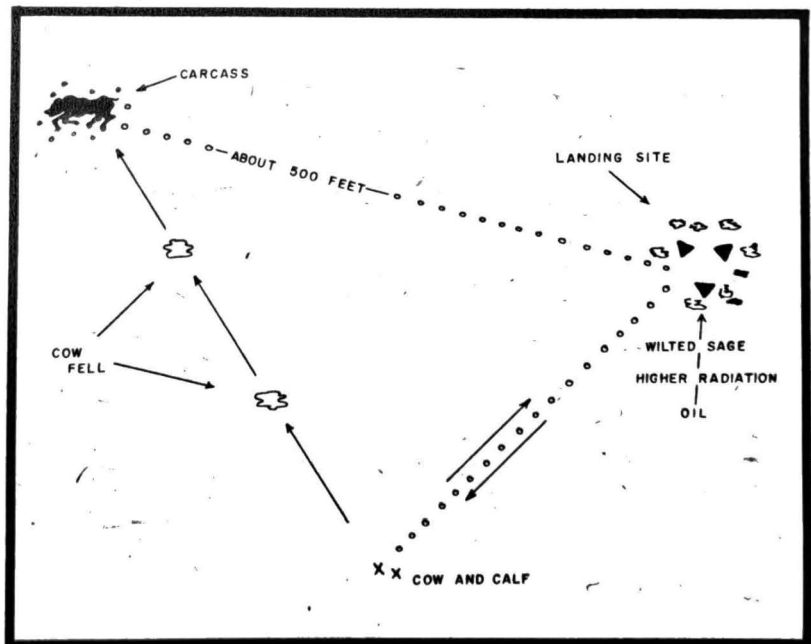 CARCASS
ABOUT 500 FEET
LANDING SITE
COW
FELL
WILTED SAGE
HIGHER RADIATION
OIL
X X COW AND CALF